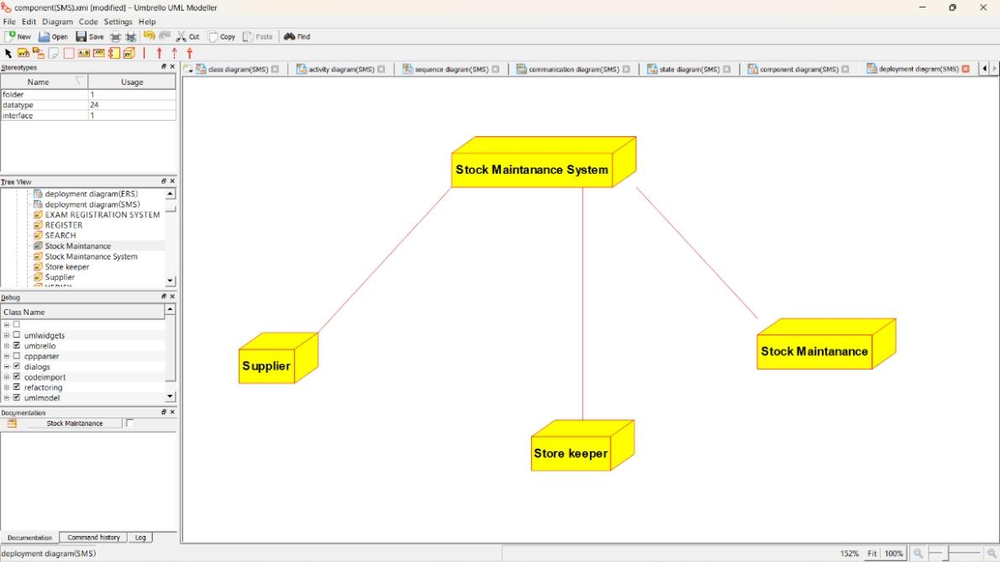 component(SMS).xmi [modified] – Umbrello UML Modeller
File Edit Diagram Code Settings Help
New Open Save Cut Copy Paste Find
Stereotypes
Name Usage
folder 1
datatype 24
interface 1
Tree View
deployment diagram(ERS)
deployment diagram(SMS)
EXAM REGISTRATION SYSTEM
REGISTER
SEARCH
Stock Maintanance
Stock Maintanance System
Store keeper
Supplier
Debug
Class Name
umlwidgets
umbrello
cppparser
dialogs
codeimport
refactoring
umlmodel
Documentation
Stock Maintanance
Documentation Command history Log
class diagram(SMS) activity diagram(SMS) sequence diagram(SMS) communication diagram(SMS) state diagram(SMS) component diagram(SMS) deployment diagram(SMS)
Stock Maintanance System
Supplier
Stock Maintanance
Store keeper
deployment diagram(SMS)
152% Fit 100%